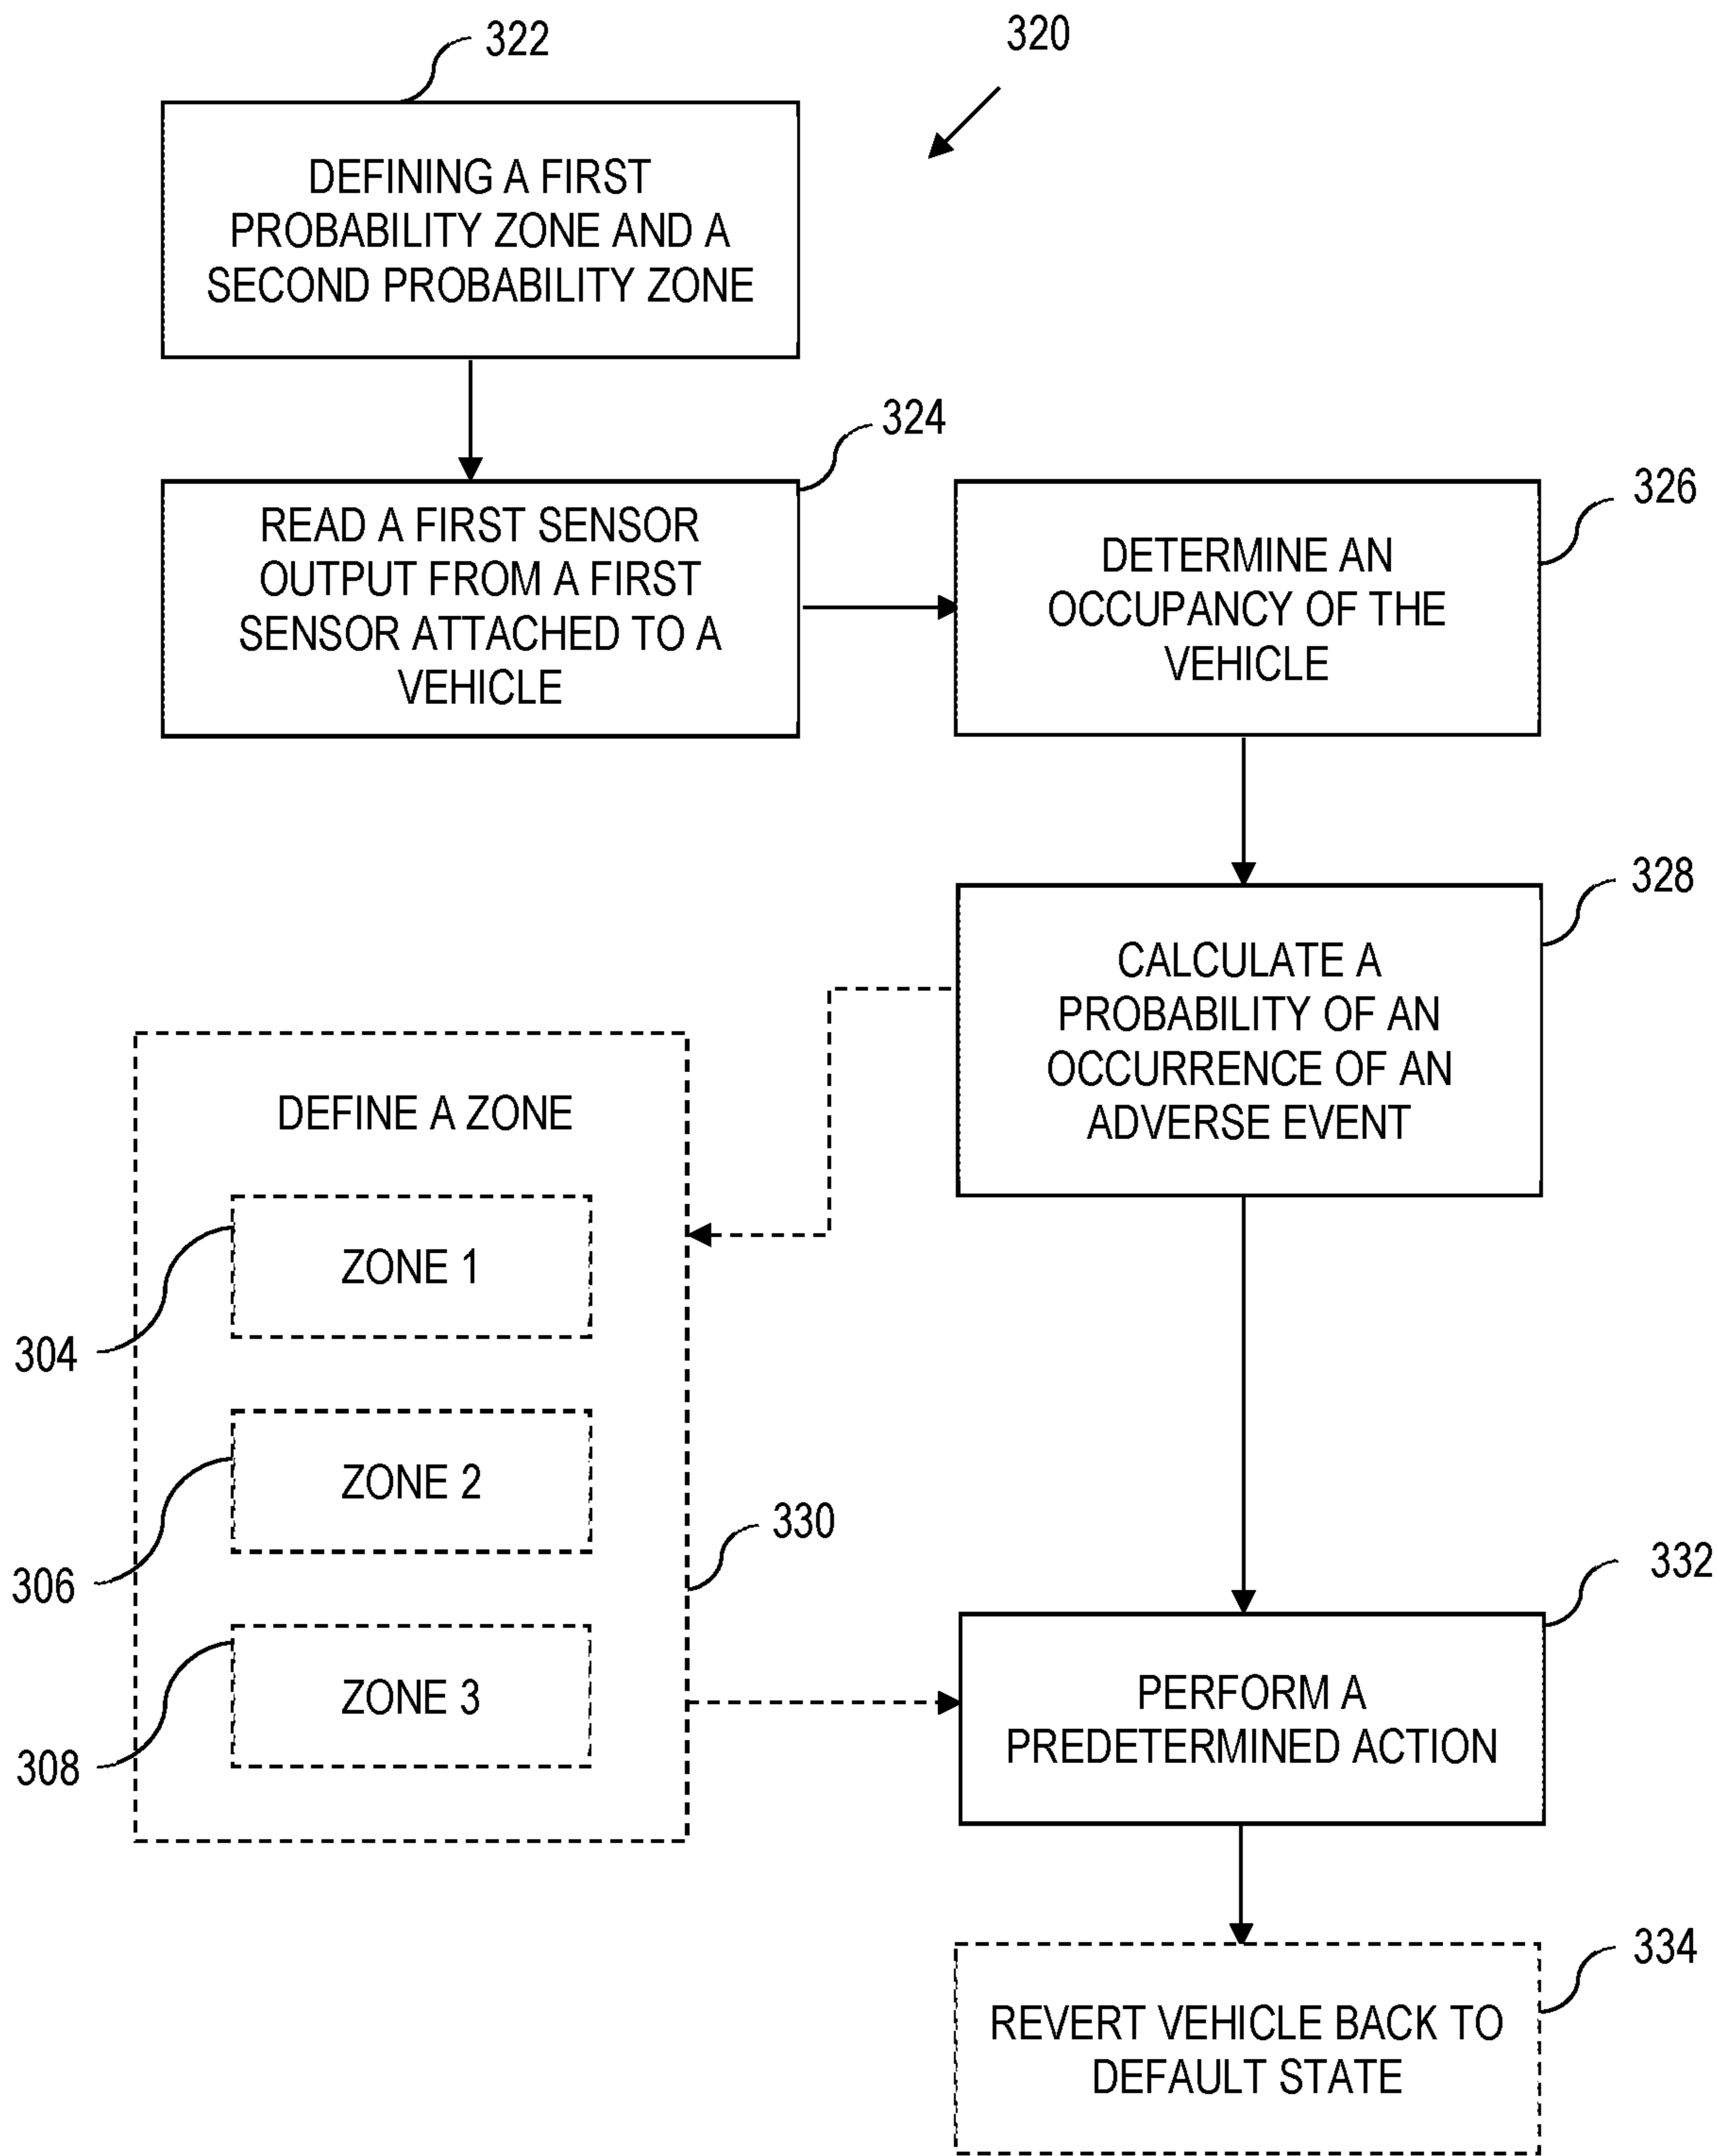 322
320
DEFINING A FIRST
PROBABILITY ZONE AND A
SECOND PROBABILITY ZONE
324
READ A FIRST SENSOR
OUTPUT FROM A FIRST
SENSOR ATTACHED TO A
VEHICLE
326
DETERMINE AN
OCCUPANCY OF THE
VEHICLE
328
CALCULATE A
PROBABILITY OF AN
OCCURRENCE OF AN
ADVERSE EVENT
DEFINE A ZONE
ZONE 1
304
ZONE 2
306
330
ZONE 3
308
332
PERFORM A
PREDETERMINED ACTION
334
REVERT VEHICLE BACK TO
DEFAULT STATE